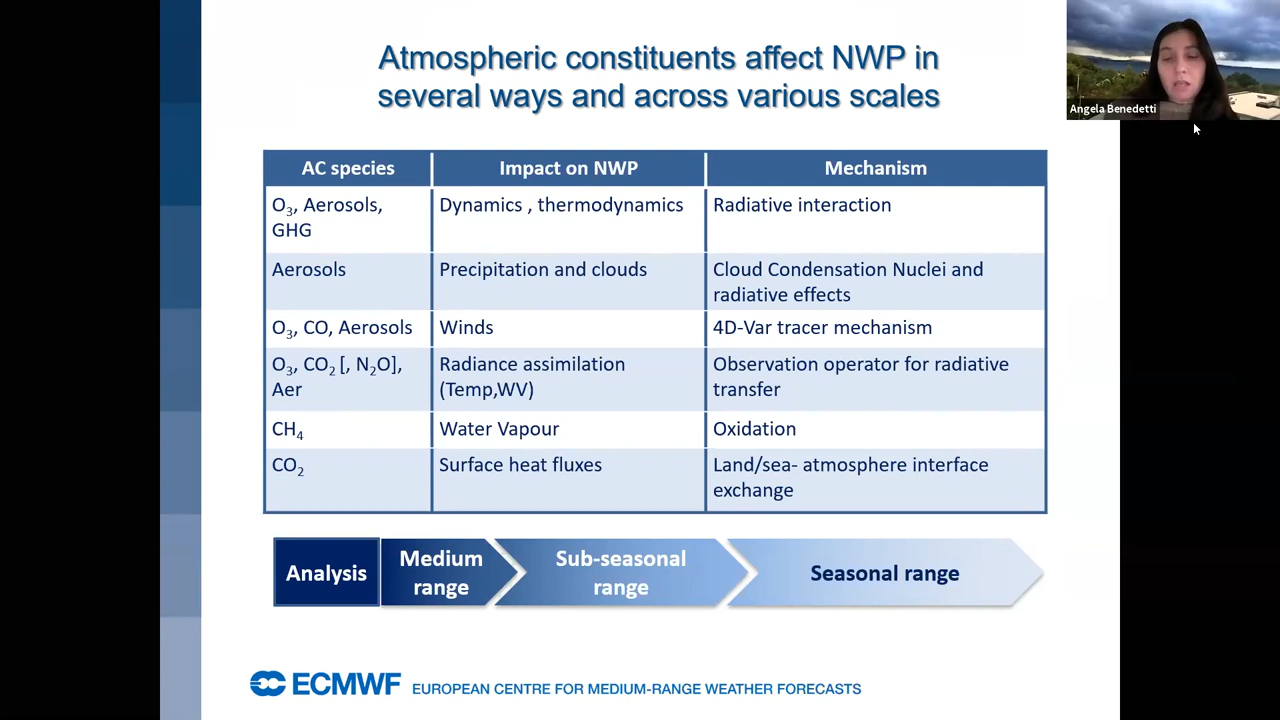 Atmospheric constituents affect NWP in
several ways and across various scales
Angela Benedetti
AC species
Impact on NWP
Mechanism
O₃, Aerosols,
GHG
Dynamics , thermodynamics
Radiative interaction
Aerosols
Precipitation and clouds
Cloud Condensation Nuclei and
radiative effects
O₃, CO, Aerosols
Winds
4D-Var tracer mechanism
O₃, CO₂ [, N₂O],
Aer
Radiance assimilation
(Temp,WV)
Observation operator for radiative
transfer
CH₄
Water Vapour
Oxidation
CO₂
Surface heat fluxes
Land/sea- atmosphere interface
exchange
Analysis
Medium
range
Sub-seasonal
range
Seasonal range
ECMWF EUROPEAN CENTRE FOR MEDIUM-RANGE WEATHER FORECASTS